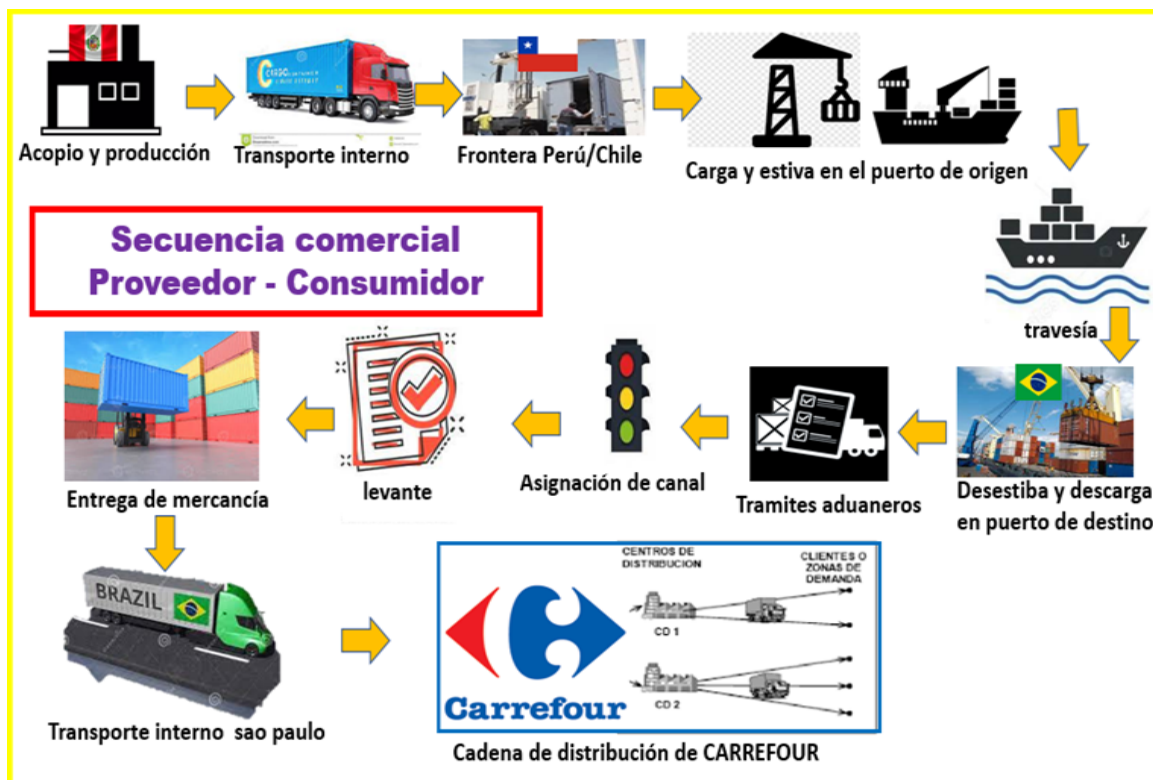 Acopio y producción
CARGO
Transporte interno
Frontera Perú/Chile
Carga y estiva en el puerto de origen
Secuencia comercial
Proveedor - Consumidor
travesía
Desestiba y descarga
en puerto de destino
Tramites aduaneros
Asignación de canal
levante
Entrega de mercancía
BRAZIL
Transporte interno sao paulo
Carrefour
CENTROS DE
DISTRIBUCION
CLIENTES O
ZONAS DE
DEMANDA
CD 1
CD 2
Cadena de distribución de CARREFOUR